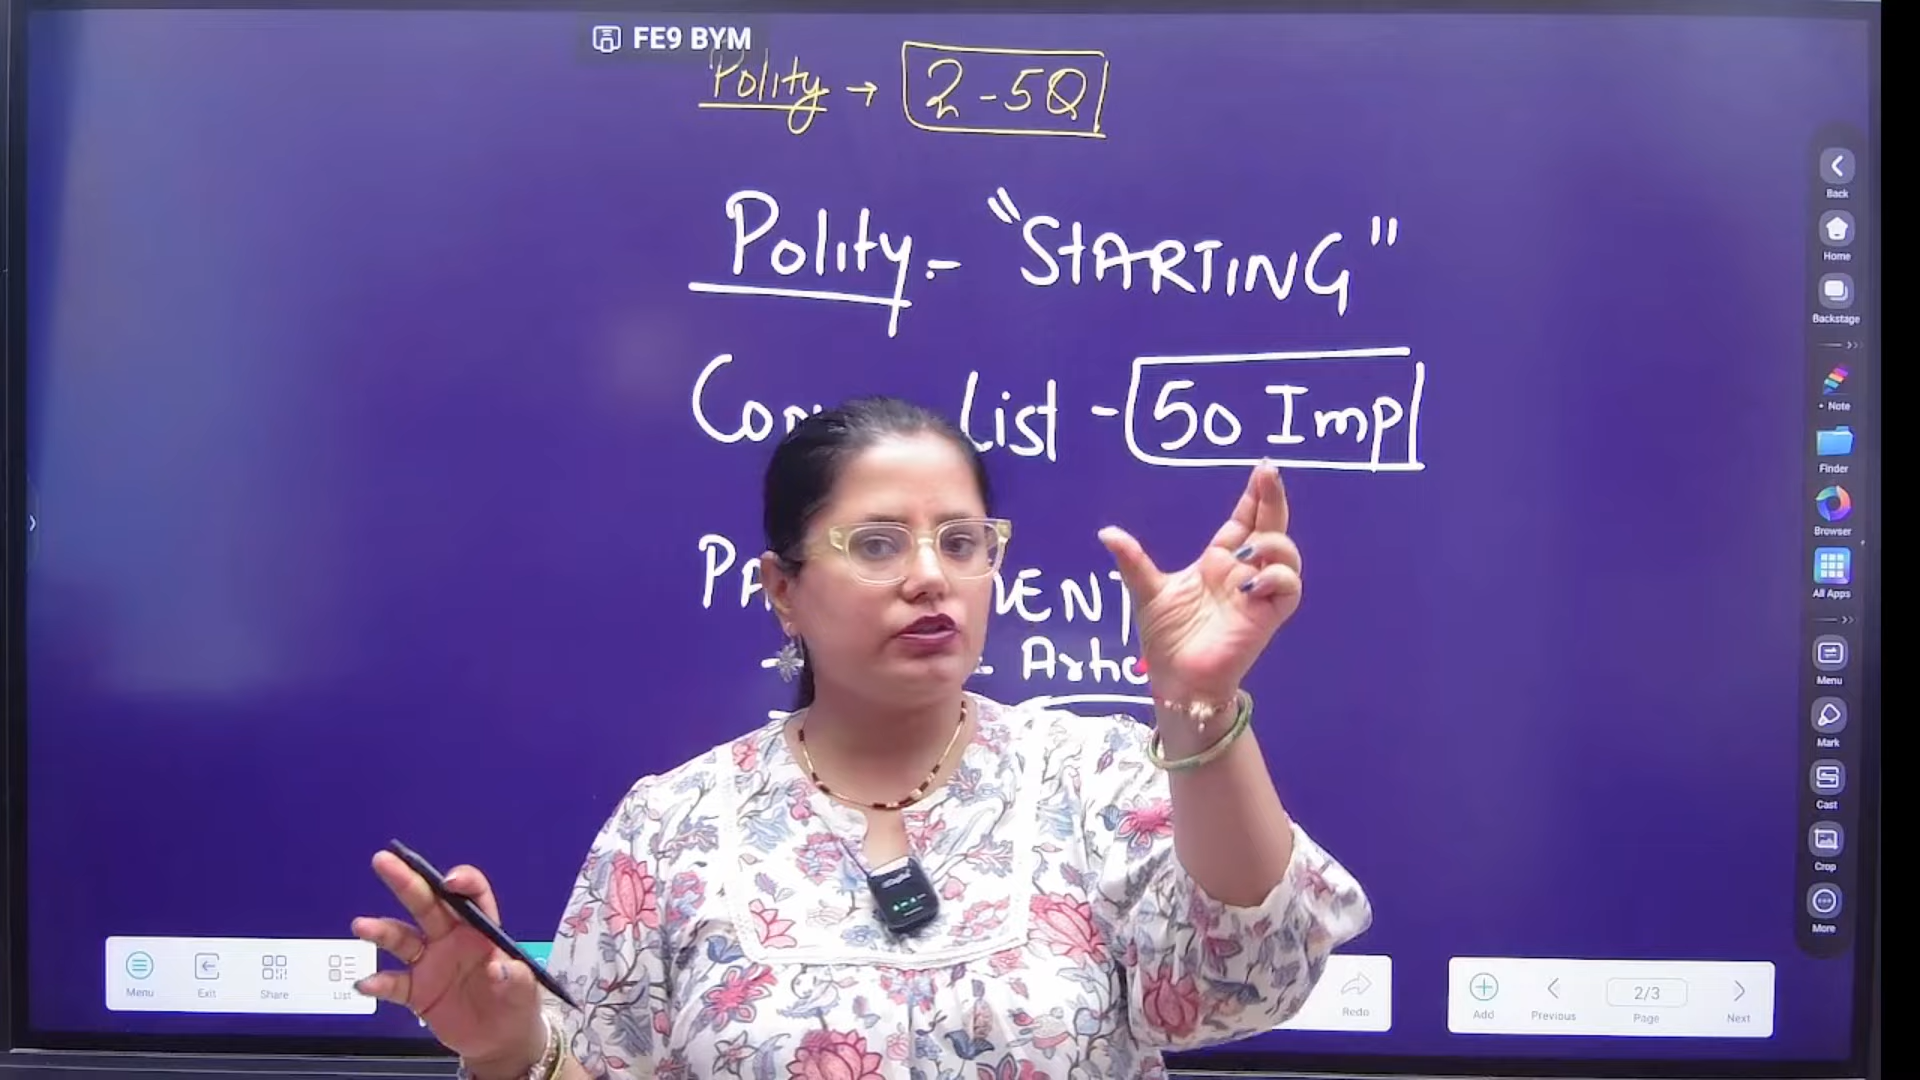 FE9 BYM
Polity → 2-5Q
Polity :- "STARTING"
List - 50 Imp
Back
Home
Backstage
Note
Finder
Browser
All Apps
Menu
Mark
Cast
Crop
More
Menu Exit Share List Redo Add Previous 2/3 Page Next